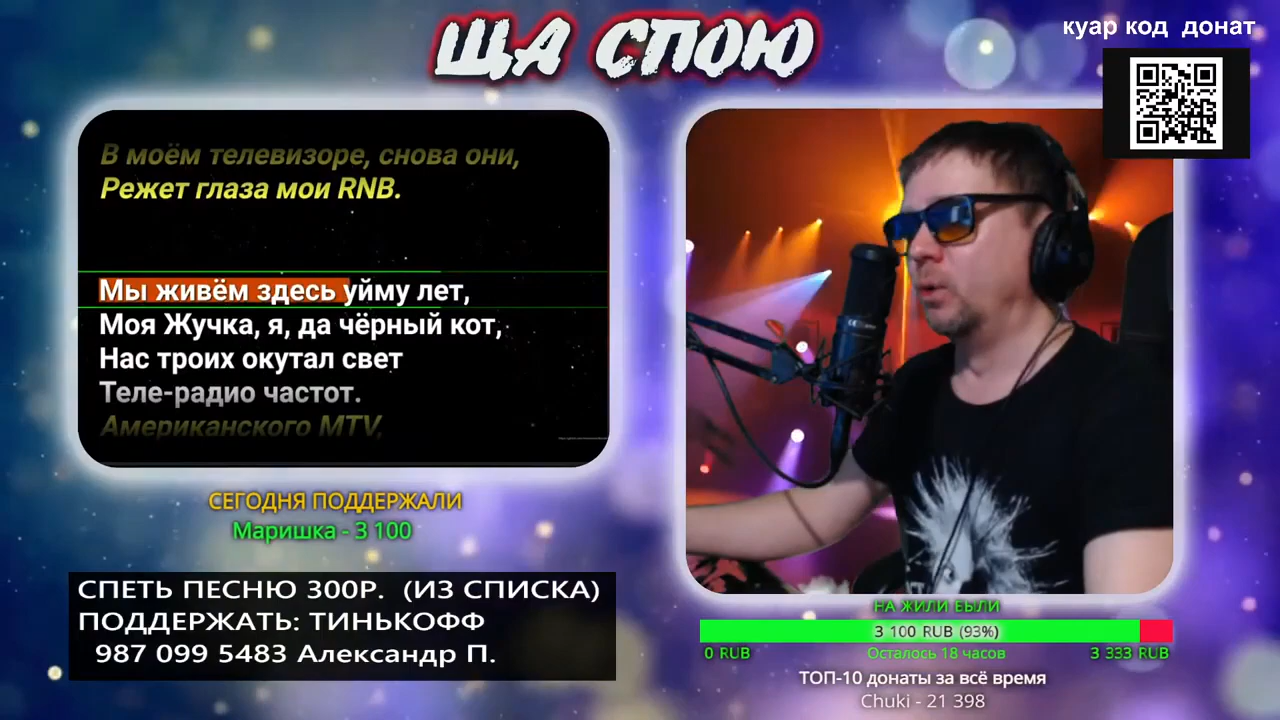 ЩА СПОЮ
куар код донат
В моём телевизоре, снова они,
Режет глаза мои RNB.
Мы живём здесь уйму лет,
Моя Жучка, я, да чёрный кот,
Нас троих окутал свет
Теле-радио частот.
Американского MTV,
СЕГОДНЯ ПОДДЕРЖАЛИ
Маришка - 3 100
СПЕТЬ ПЕСНЮ 300Р. (ИЗ СПИСКА)
ПОДДЕРЖАТЬ: ТИНЬКОФФ
987 099 5483 Александр П.
НА ЖИЛИ БЫЛИ
3 100 RUB (93%)
0 RUB Осталось 18 часов 3 333 RUB
ТОП-10 донаты за всё время
Chuki - 21 398